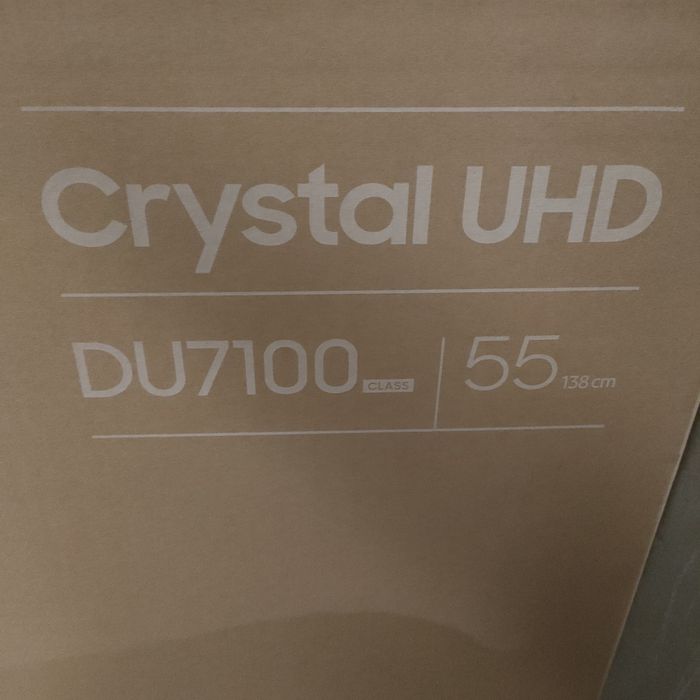 Crystal UHD
DU7100 CLASS 55 138 cm